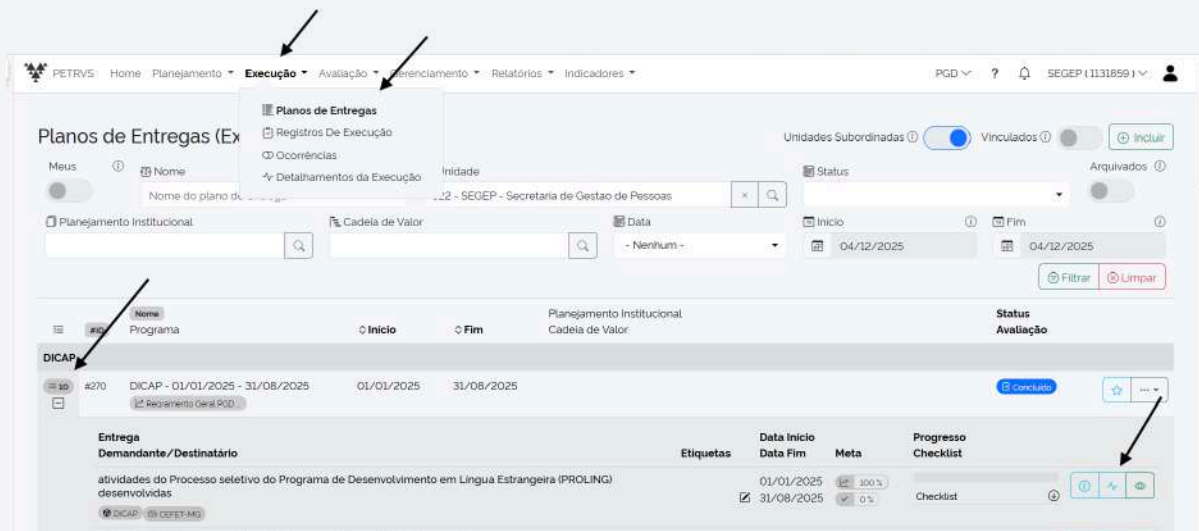 PETRVS Home Planejamento Execução Avaliação Gerenciamento Relatórios Indicadores PGD ? SEGEP (1131859)
Planos de Entregas
Registros De Execução
Ocorrências
Detalhamentos da Execução
Planos de Entregas (Ex Unidades Subordinadas Vinculados Incluir
Meus Nome Unidade Status Arquivados
Nome do plano de 22 - SEGEP - Secretaria de Gestao de Pessoas
Planejamento Institucional Cadeia de Valor Data Início Fim
- Nenhum - 04/12/2025 04/12/2025
Filtrar Limpar
#ID Nome Planejamento Institucional Status
Programa Início Fim Cadeia de Valor Avaliação
DICAP
10 #270 DICAP - 01/01/2025 - 31/08/2025 01/01/2025 31/08/2025 Concluído
Regramento Geral PGD
Entrega Data Início Progresso
Demandante/Destinatário Etiquetas Data Fim Meta Checklist
atividades do Processo seletivo do Programa de Desenvolvimento em Língua Estrangeira (PROLING) 01/01/2025 100 %
desenvolvidas 31/08/2025 0 % Checklist
DICAP CEFET-MG